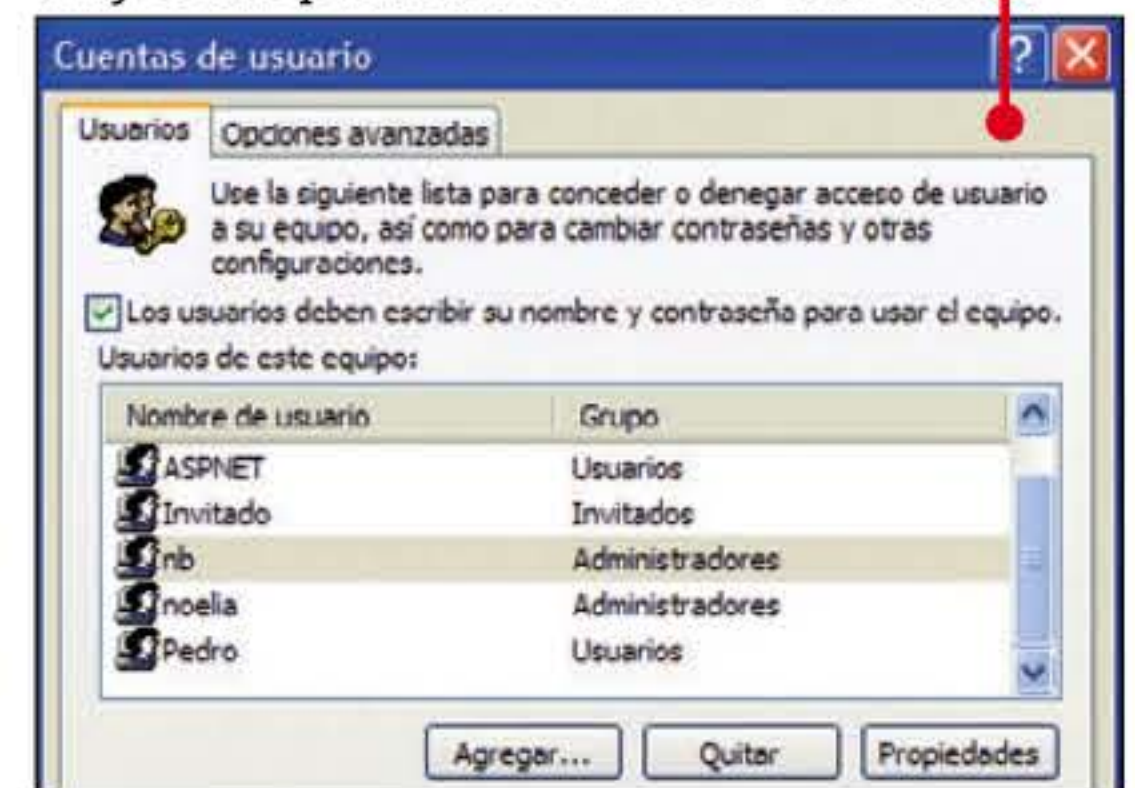 Cuentas de usuario
Usuarios Opciones avanzadas
Use la siguiente lista para conceder o denegar acceso de usuario
a su equipo, así como para cambiar contraseñas y otras
configuraciones.
Los usuarios deben escribir su nombre y contraseña para usar el equipo.
Usuarios de este equipo:
Nombre de usuario Grupo
ASPNET Usuarios
Invitado Invitados
nb Administradores
noelia Administradores
Pedro Usuarios
Agregar... Quitar Propiedades